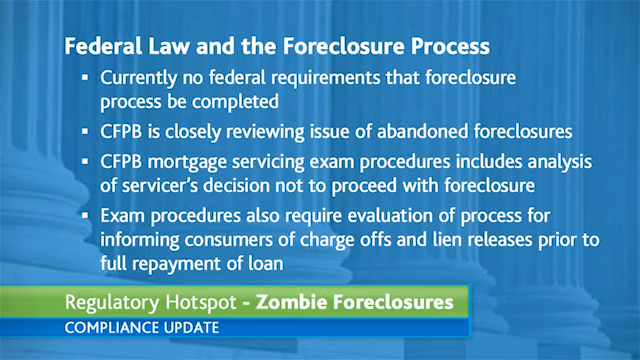 Federal Law and the Foreclosure Process
▪ Currently no federal requirements that foreclosure
process be completed
▪ CFPB is closely reviewing issue of abandoned foreclosures
▪ CFPB mortgage servicing exam procedures includes analysis
of servicer's decision not to proceed with foreclosure
▪ Exam procedures also require evaluation of process for
informing consumers of charge offs and lien releases prior to
full repayment of loan
Regulatory Hotspot - Zombie Foreclosures
COMPLIANCE UPDATE